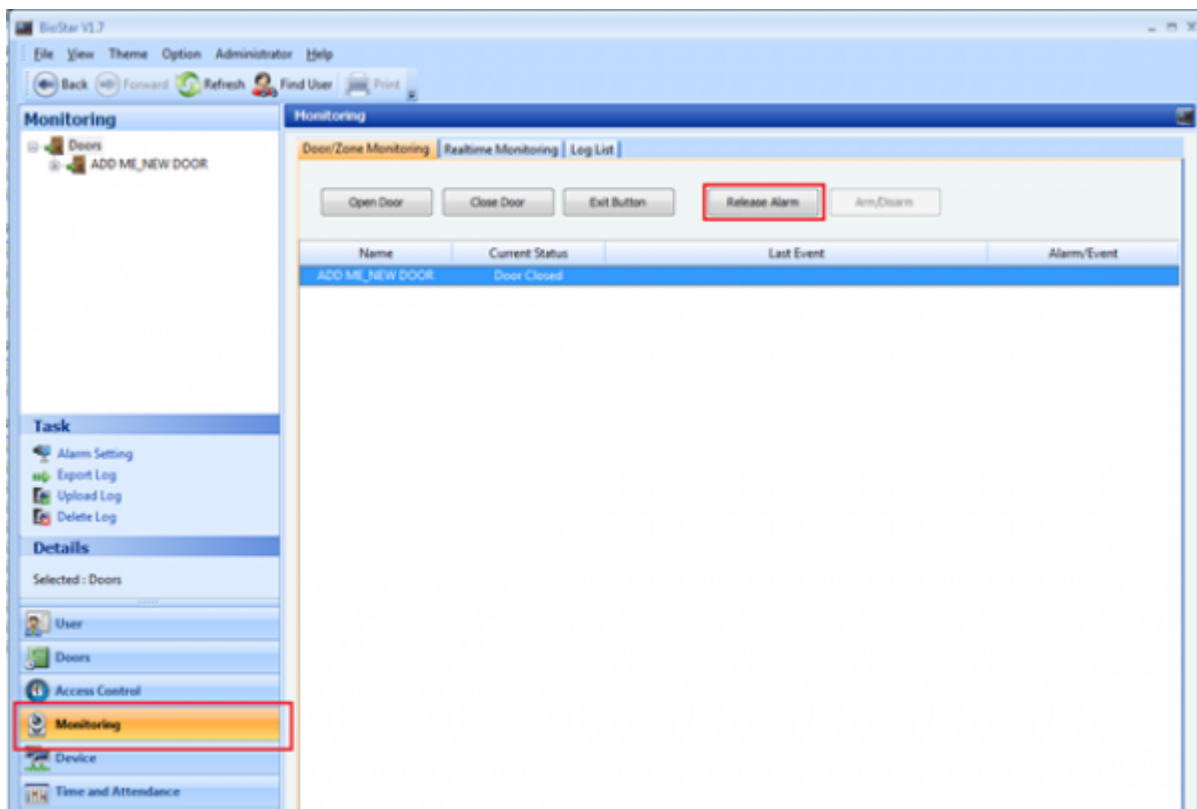 BioStar V1.7
File View Theme Option Administrator Help
Back Forward Refresh Find User Print
Monitoring
Doors
ADD ME_NEW DOOR
Task
Alarm Setting
Export Log
Upload Log
Delete Log
Details
Selected : Doors
User
Doors
Access Control
Monitoring
Device
Time and Attendance
Monitoring
Door/Zone Monitoring Realtime Monitoring Log List
Open Door Close Door Exit Button Release Alarm Arm/Disarm
Name Current Status Last Event Alarm/Event
ADD ME_NEW DOOR Door Closed